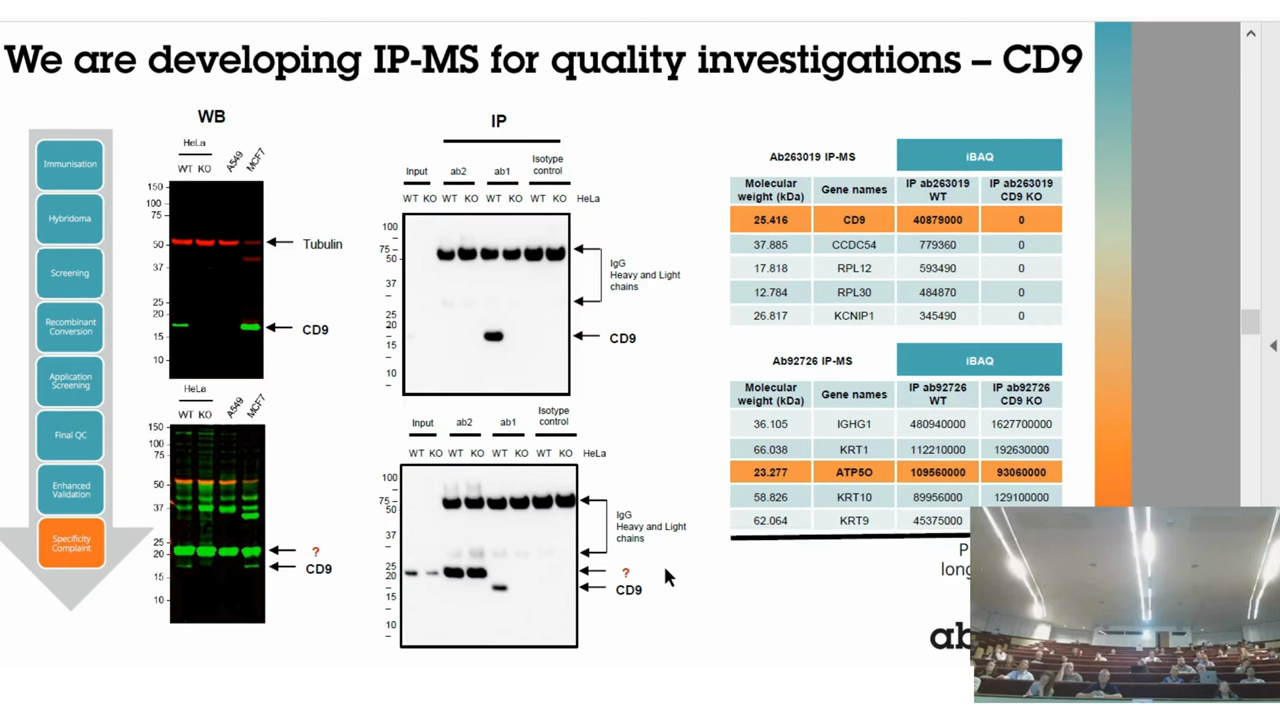 We are developing IP-MS for quality investigations – CD9
Immunisation
Hybridoma
Screening
Recombinant
Conversion
Application
Screening
Final QC
Enhanced
Validation
Specificity
Complaint
WB
HeLa
WT KO A549 MCF7
150
100
75
50
37
25
20
15
10
Tubulin
CD9
HeLa
WT KO A549 MCF7
150
100
75
50
37
25
20
15
10
?
CD9
IP
Input ab2 ab1 Isotype
control
WT KO WT KO WT KO WT KO HeLa
100
75
50
37
25
20
15
10
IgG
Heavy and Light
chains
CD9
Input ab2 ab1 Isotype
control
WT KO WT KO WT KO WT KO HeLa
100
75
50
37
25
20
15
10
IgG
Heavy and Light
chains
?
CD9
Ab263019 IP-MS iBAQ
Molecular
weight (kDa) Gene names IP ab263019
WT IP ab263019
CD9 KO
25.416 CD9 40879000 0
37.885 CCDC54 779360 0
17.818 RPL12 593490 0
12.784 RPL30 484870 0
26.817 KCNIP1 345490 0
Ab92726 IP-MS iBAQ
Molecular
weight (kDa) Gene names IP ab92726
WT IP ab92726
CD9 KO
36.105 IGHG1 480940000 1627700000
66.038 KRT1 112210000 192630000
23.277 ATP5O 109560000 93060000
58.826 KRT10 89956000 129100000
62.064 KRT9 45375000